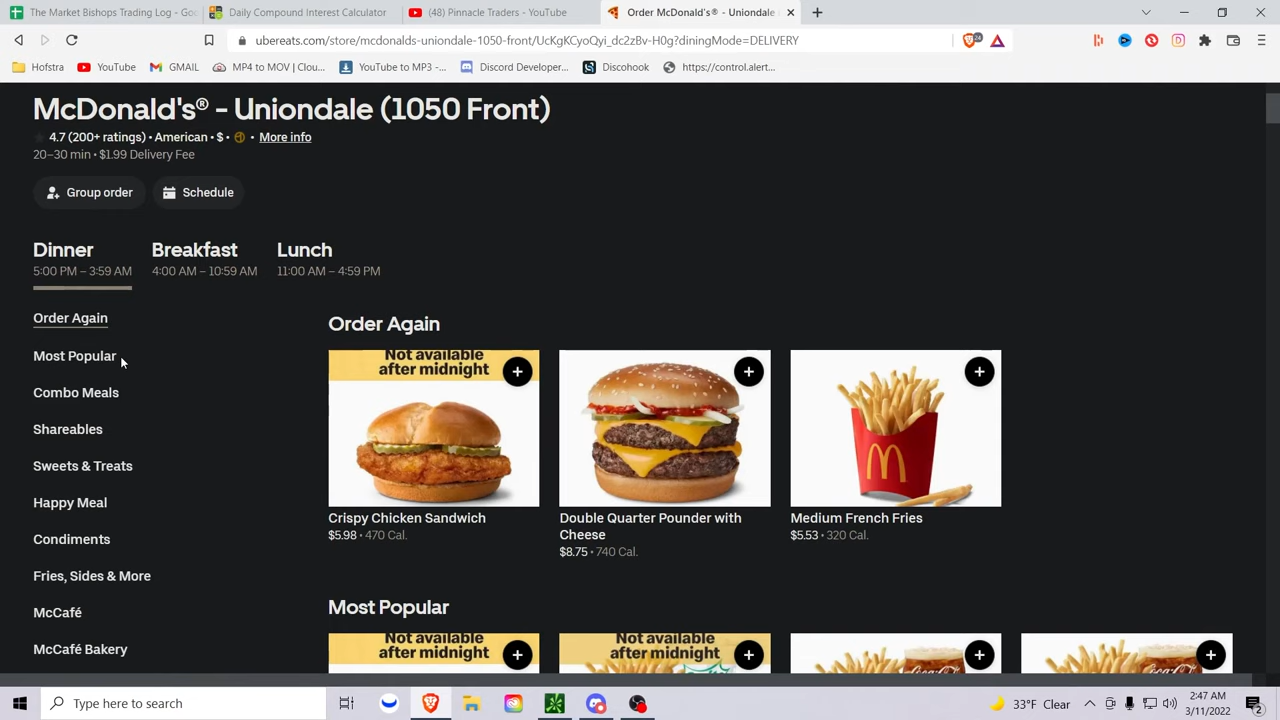 The Market Bishops Trading Log - Goo
Daily Compound Interest Calculator
(48) Pinnacle Traders - YouTube
Order McDonald's® - Uniondale
ubereats.com/store/mcdonalds-uniondale-1050-front/UcKgKCyoQyi_dc2zBv-H0g?diningMode=DELIVERY
24
Hofstra
YouTube
GMAIL
MP4 to MOV | Clou...
YouTube to MP3 -...
Discord Developer...
Discohook
https://control.alert...
McDonald's® - Uniondale (1050 Front)
4.7 (200+ ratings) • American • $ • • More info
20–30 min • $1.99 Delivery Fee
Group order
Schedule
Dinner
5:00 PM – 3:59 AM
Breakfast
4:00 AM – 10:59 AM
Lunch
11:00 AM – 4:59 PM
Order Again
Most Popular
Combo Meals
Shareables
Sweets & Treats
Happy Meal
Condiments
Fries, Sides & More
McCafé
McCafé Bakery
Order Again
Not available
after midnight
Crispy Chicken Sandwich
$5.98 • 470 Cal.
Double Quarter Pounder with
Cheese
$8.75 • 740 Cal.
Medium French Fries
$5.53 • 320 Cal.
Most Popular
Not available
after midnight
Not available
after midnight
Coca-Cola
Coca-Cola
Type here to search
33°F Clear
2:47 AM
3/11/2022
2